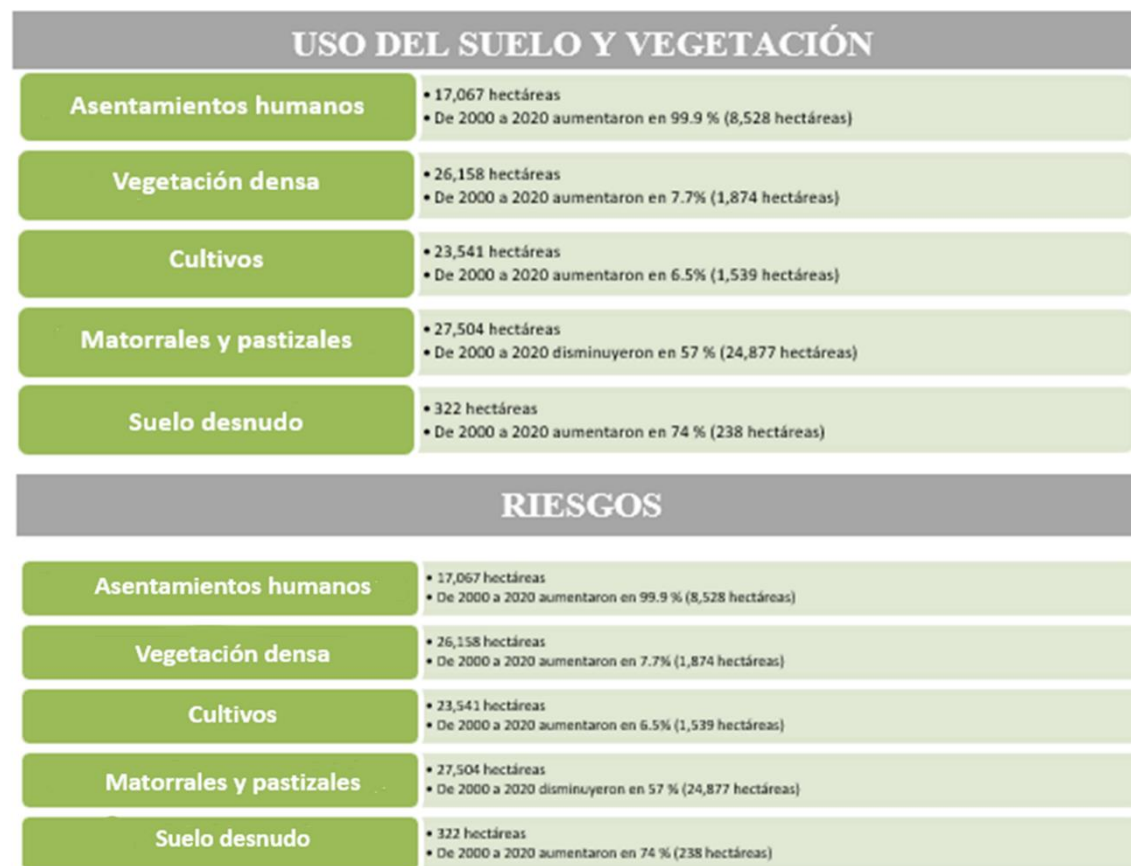 USO DEL SUELO Y VEGETACIÓN
Asentamientos humanos
• 17,067 hectáreas
• De 2000 a 2020 aumentaron en 99.9 % (8,528 hectáreas)
Vegetación densa
• 26,158 hectáreas
• De 2000 a 2020 aumentaron en 7.7% (1,874 hectáreas)
Cultivos
• 23,541 hectáreas
• De 2000 a 2020 aumentaron en 6.5% (1,539 hectáreas)
Matorrales y pastizales
• 27,504 hectáreas
• De 2000 a 2020 disminuyeron en 57 % (24,877 hectáreas)
Suelo desnudo
• 322 hectáreas
• De 2000 a 2020 aumentaron en 74 % (238 hectáreas)
RIESGOS
Asentamientos humanos
• 17,067 hectáreas
• De 2000 a 2020 aumentaron en 99.9 % (8,528 hectáreas)
Vegetación densa
• 26,158 hectáreas
• De 2000 a 2020 aumentaron en 7.7% (1,874 hectáreas)
Cultivos
• 23,541 hectáreas
• De 2000 a 2020 aumentaron en 6.5% (1,539 hectáreas)
Matorrales y pastizales
• 27,504 hectáreas
• De 2000 a 2020 disminuyeron en 57 % (24,877 hectáreas)
Suelo desnudo
• 322 hectáreas
• De 2000 a 2020 aumentaron en 74 % (238 hectáreas)